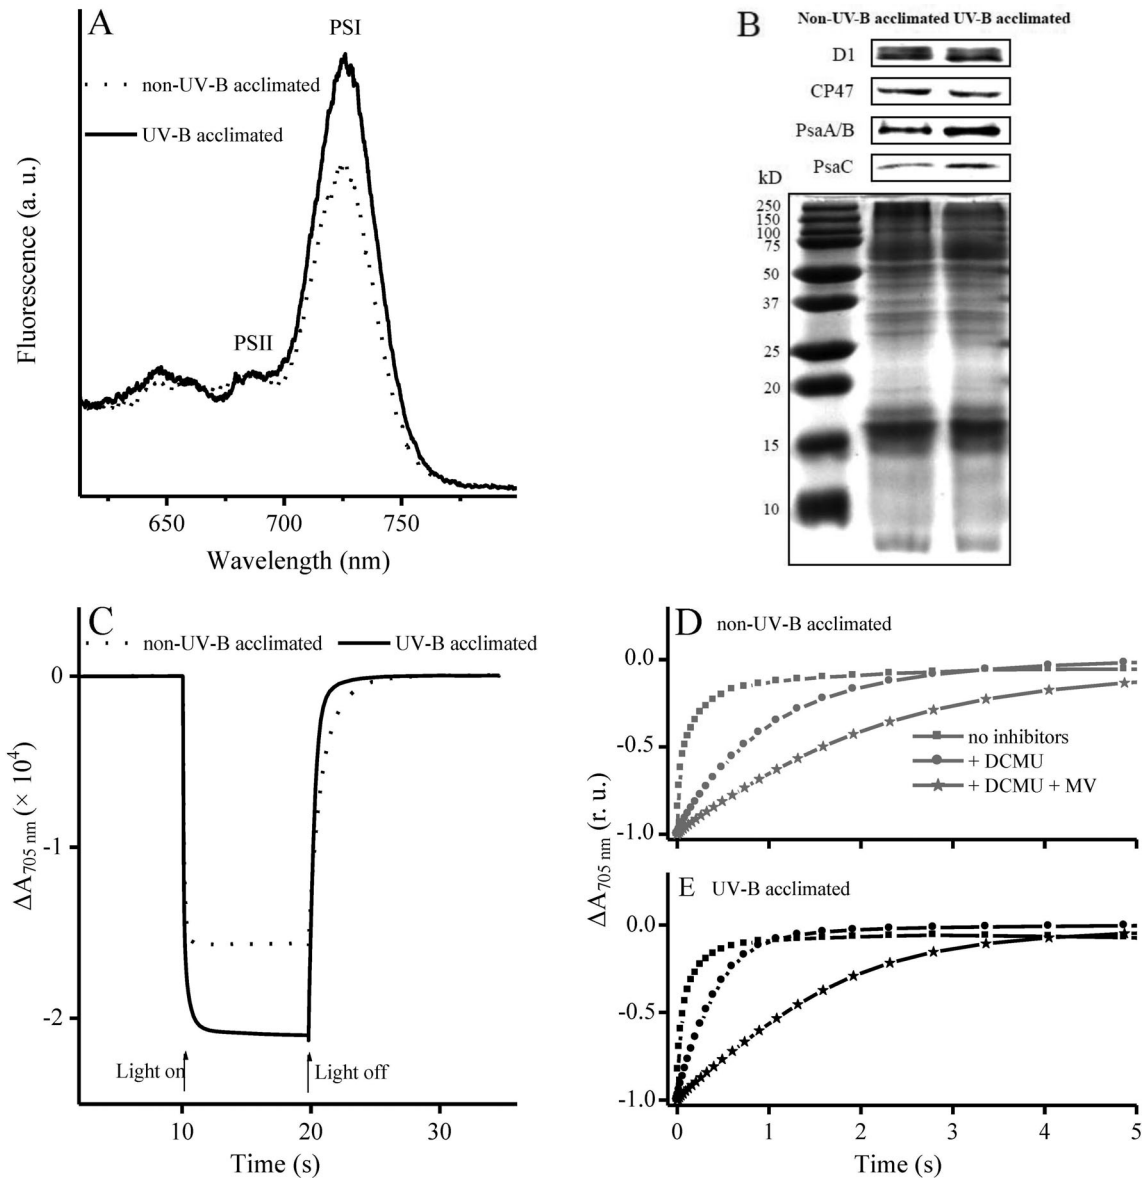 A
PSI
non-UV-B acclimated
UV-B acclimated
PSII
Fluorescence (a. u.)
650 700 750
Wavelength (nm)
B
Non-UV-B acclimated UV-B acclimated
D1
CP47
PsaA/B
PsaC
kD
250
150
100
75
50
37
25
20
15
10
C
non-UV-B acclimated UV-B acclimated
0
-1
-2
ΔA705 nm (× 10⁴)
Light on
Light off
10 20 30
Time (s)
D non-UV-B acclimated
0.0
-0.5
-1.0
no inhibitors
+ DCMU
+ DCMU + MV
ΔA705 nm (r. u.)
E UV-B acclimated
0.0
-0.5
-1.0
0 1 2 3 4 5
Time (s)